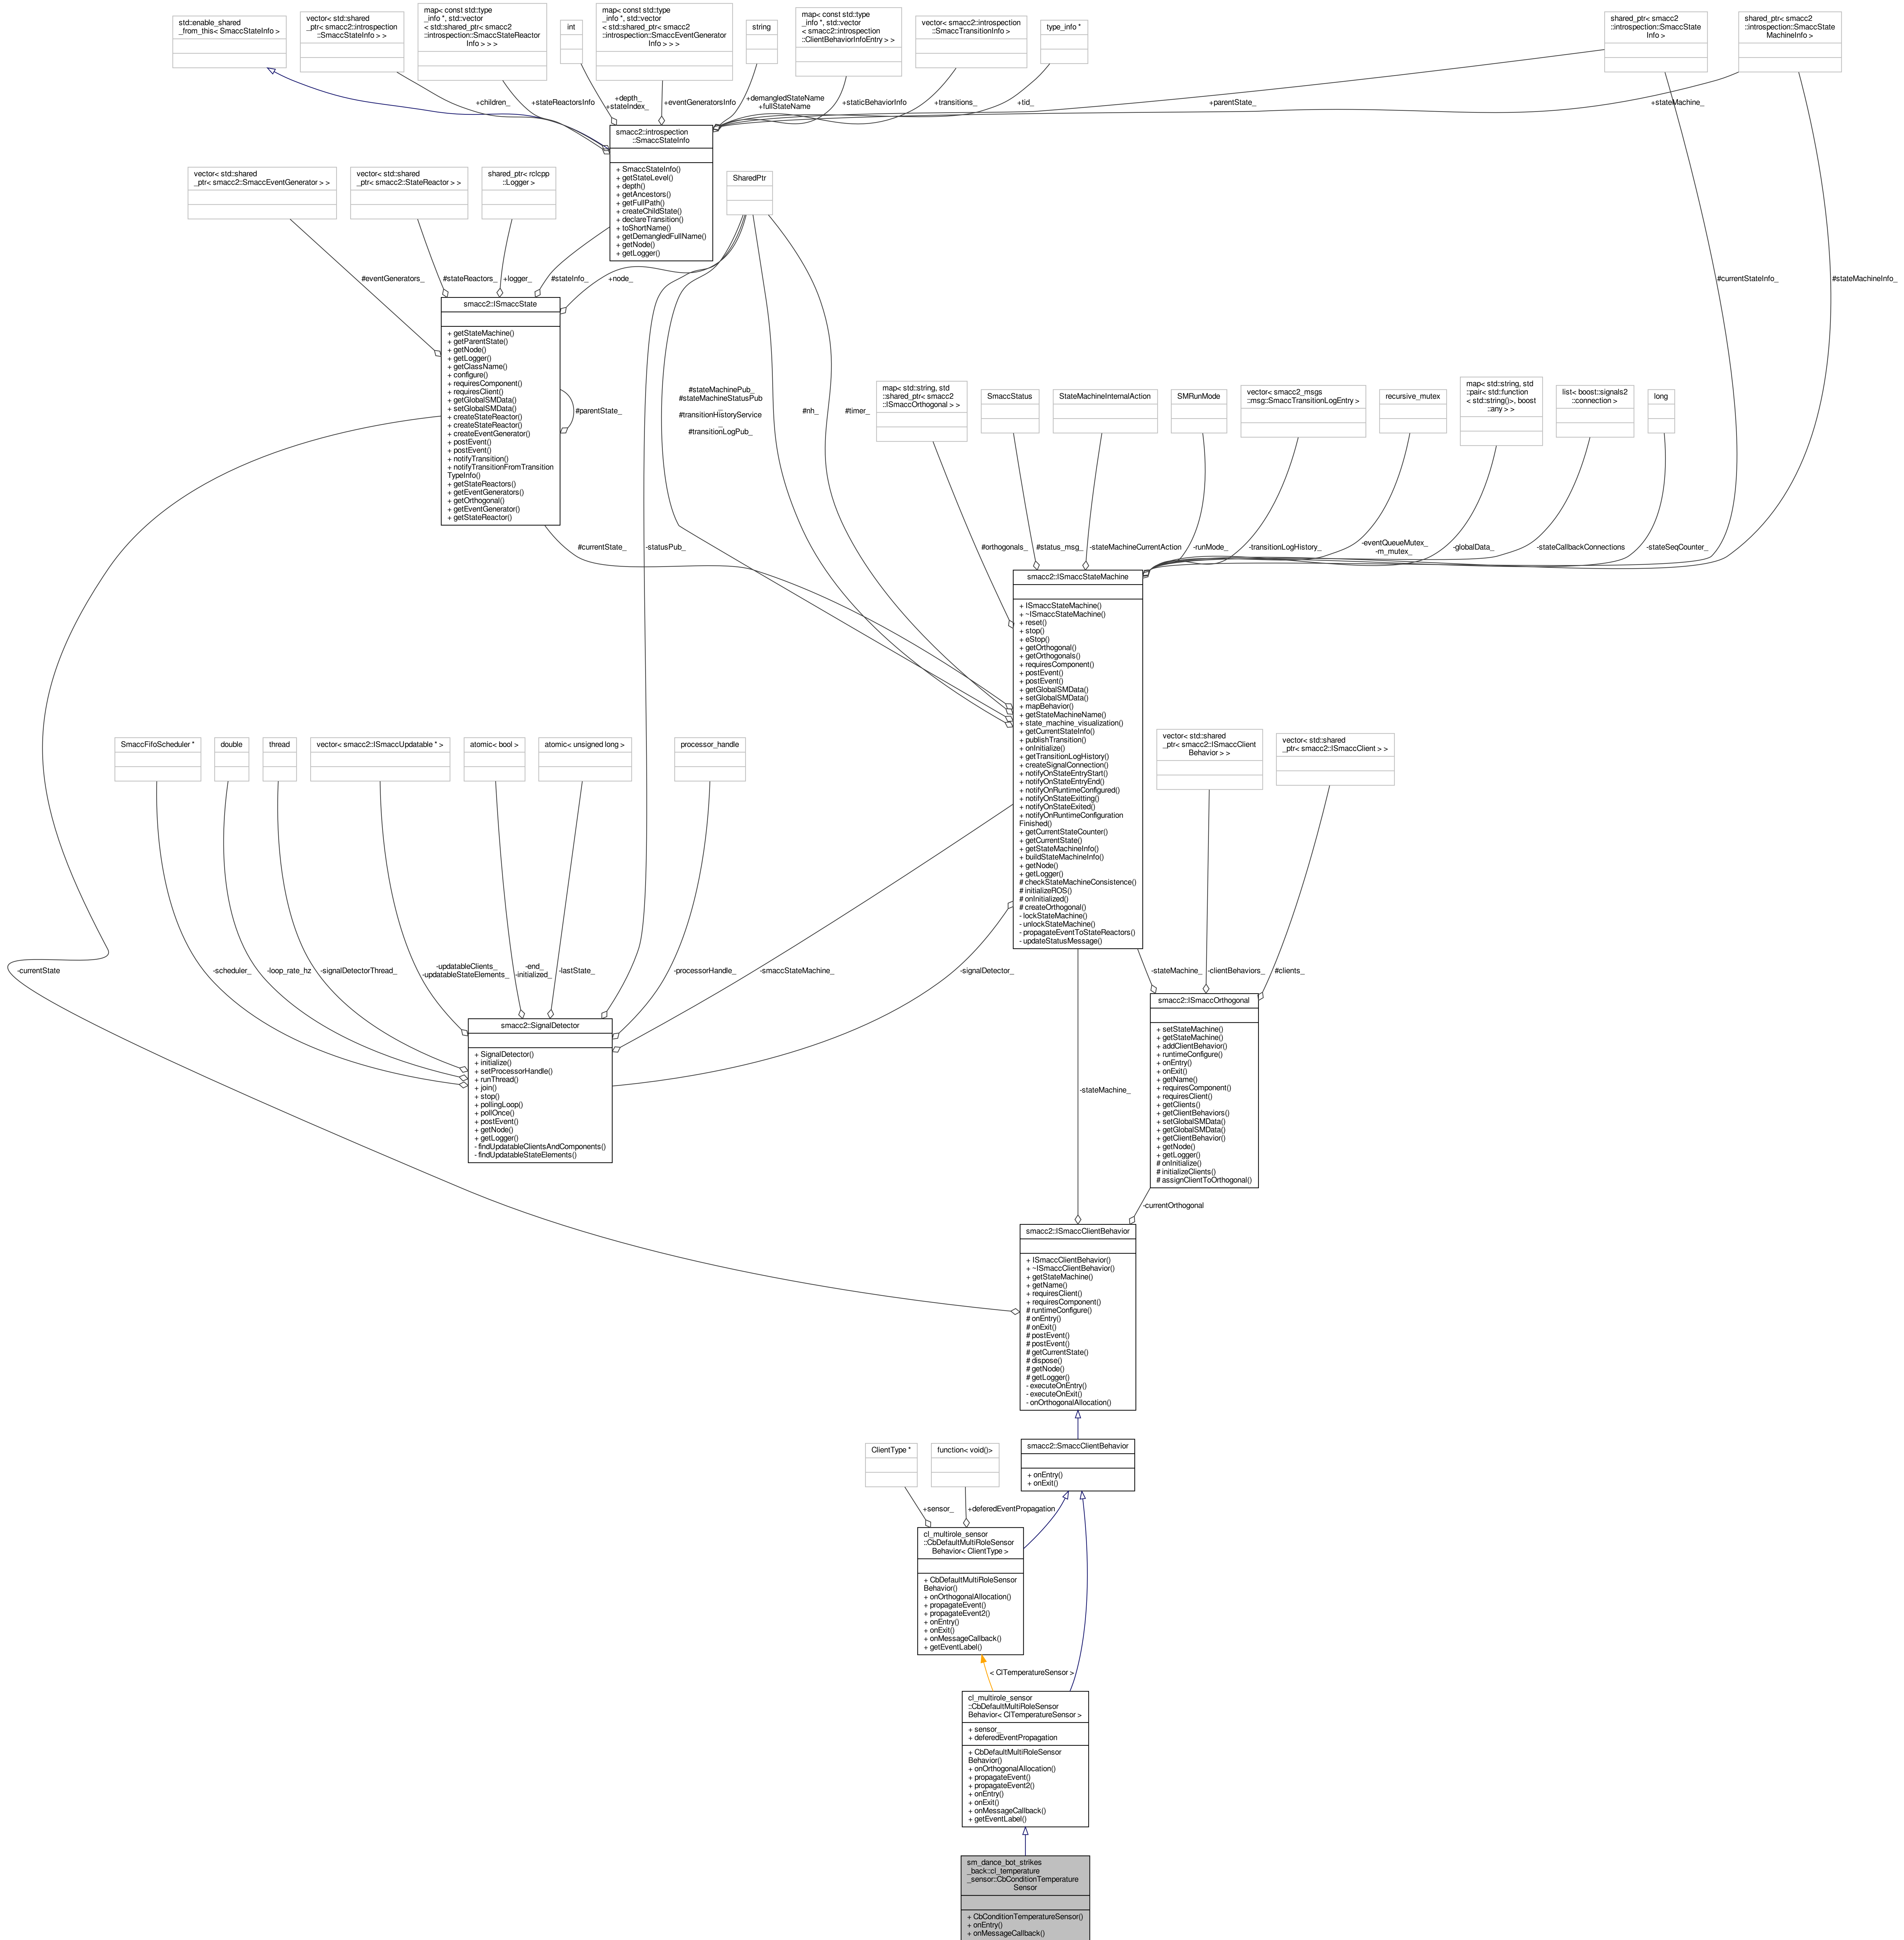 std::enable_shared
_from_this< SmaccStateInfo >
vector< std::shared
_ptr< smacc2::introspection
::SmaccStateInfo > >
map< const std::type
_info *, std::vector
< std::shared_ptr< smacc2
::introspection::SmaccStateReactor
Info > > >
int
map< const std::type
_info *, std::vector
< std::shared_ptr< smacc2
::introspection::SmaccEventGenerator
Info > > >
string
map< const std::type
_info *, std::vector
< smacc2::introspection
::ClientBehaviorInfoEntry > >
vector< smacc2::introspection
::SmaccTransitionInfo >
type_info *
shared_ptr< smacc2
::introspection::SmaccState
Info >
shared_ptr< smacc2
::introspection::SmaccState
MachineInfo >
+children_
+stateReactorsInfo
+depth_
+stateIndex_
+eventGeneratorsInfo
+demangledStateName
+fullStateName
+staticBehaviorInfo
+transitions_
+tid_
+parentState_
+stateMachine_
smacc2::introspection
::SmaccStateInfo
+ SmaccStateInfo()
+ getStateLevel()
+ depth()
+ getAncestors()
+ getFullPath()
+ createChildState()
+ declareTransition()
+ toShortName()
+ getDemangledFullName()
+ getNode()
+ getLogger()
vector< std::shared
_ptr< smacc2::SmaccEventGenerator > >
vector< std::shared
_ptr< smacc2::StateReactor > >
shared_ptr< rclcpp
::Logger >
SharedPtr
#eventGenerators_
#stateReactors_
+logger_
#stateInfo_
+node_
#currentStateInfo_
#stateMachineInfo_
smacc2::ISmaccState
+ getStateMachine()
+ getParentState()
+ getNode()
+ getLogger()
+ getClassName()
+ configure()
+ requiresComponent()
+ requiresClient()
+ getGlobalSMData()
+ setGlobalSMData()
+ createStateReactor()
+ createStateReactor()
+ createEventGenerator()
+ postEvent()
+ postEvent()
+ notifyTransition()
+ notifyTransitionFromTransition
TypeInfo()
+ getStateReactors()
+ getEventGenerators()
+ getOrthogonal()
+ getEventGenerator()
+ getStateReactor()
#parentState_
#stateMachinePub_
#stateMachineStatusPub
_
#transitionHistoryService
_
#transitionLogPub_
#nh_
#timer_
map< std::string, std
::shared_ptr< smacc2
::ISmaccOrthogonal > >
SmaccStatus
StateMachineInternalAction
SMRunMode
vector< smacc2_msgs
::msg::SmaccTransitionLogEntry >
recursive_mutex
map< std::string, std
::pair< std::function
< std::string()>, boost
::any > >
list< boost::signals2
::connection >
long
#currentState_
-statusPub_
#orthogonals_
#status_msg_
-stateMachineCurrentAction
-runMode_
-transitionLogHistory_
-eventQueueMutex_
-m_mutex_
-globalData_
-stateCallbackConnections
-stateSeqCounter_
smacc2::ISmaccStateMachine
+ ISmaccStateMachine()
+ ~ISmaccStateMachine()
+ reset()
+ stop()
+ eStop()
+ getOrthogonal()
+ getOrthogonals()
+ requiresComponent()
+ postEvent()
+ postEvent()
+ getGlobalSMData()
+ setGlobalSMData()
+ mapBehavior()
+ getStateMachineName()
+ state_machine_visualization()
+ getCurrentStateInfo()
+ publishTransition()
+ onInitialize()
+ getTransitionLogHistory()
+ createSignalConnection()
+ notifyOnStateEntryStart()
+ notifyOnStateEntryEnd()
+ notifyOnRuntimeConfigured()
+ notifyOnStateExitting()
+ notifyOnStateExited()
+ notifyOnRuntimeConfiguration
Finished()
+ getCurrentStateCounter()
+ getCurrentState()
+ getStateMachineInfo()
+ buildStateMachineInfo()
+ getNode()
+ getLogger()
# checkStateMachineConsistence()
# initializeROS()
# onInitialized()
# createOrthogonal()
- lockStateMachine()
- unlockStateMachine()
- propagateEventToStateReactors()
- updateStatusMessage()
SmaccFifoScheduler *
double
thread
vector< smacc2::ISmaccUpdatable * >
atomic< bool >
atomic< unsigned long >
processor_handle
vector< std::shared
_ptr< smacc2::ISmaccClient
Behavior > >
vector< std::shared
_ptr< smacc2::ISmaccClient > >
-currentState
-scheduler_
-loop_rate_hz
-signalDetectorThread_
-updatableClients_
-updatableStateElements_
-end_
-initialized_
-lastState_
-processorHandle_
-smaccStateMachine_
-signalDetector_
-stateMachine_
-clientBehaviors_
#clients_
smacc2::SignalDetector
+ SignalDetector()
+ initialize()
+ setProcessorHandle()
+ runThread()
+ join()
+ stop()
+ pollingLoop()
+ pollOnce()
+ postEvent()
+ getNode()
+ getLogger()
- findUpdatableClientsAndComponents()
- findUpdatableStateElements()
smacc2::ISmaccOrthogonal
+ setStateMachine()
+ getStateMachine()
+ addClientBehavior()
+ runtimeConfigure()
+ onEntry()
+ onExit()
+ getName()
+ requiresComponent()
+ requiresClient()
+ getClients()
+ getClientBehaviors()
+ setGlobalSMData()
+ getGlobalSMData()
+ getClientBehavior()
+ getNode()
+ getLogger()
# onInitialize()
# initializeClients()
# assignClientToOrthogonal()
-stateMachine_
-currentOrthogonal
smacc2::ISmaccClientBehavior
+ ISmaccClientBehavior()
+ ~ISmaccClientBehavior()
+ getStateMachine()
+ getName()
+ requiresClient()
+ requiresComponent()
# runtimeConfigure()
# onEntry()
# onExit()
# postEvent()
# postEvent()
# getCurrentState()
# dispose()
# getNode()
# getLogger()
- executeOnEntry()
- executeOnExit()
- onOrthogonalAllocation()
ClientType *
function< void()>
smacc2::SmaccClientBehavior
+ onEntry()
+ onExit()
+sensor_
+deferedEventPropagation
cl_multirole_sensor
::CbDefaultMultiRoleSensor
Behavior< ClientType >
+ CbDefaultMultiRoleSensor
Behavior()
+ onOrthogonalAllocation()
+ propagateEvent()
+ propagateEvent2()
+ onEntry()
+ onExit()
+ onMessageCallback()
+ getEventLabel()
< ClTemperatureSensor >
cl_multirole_sensor
::CbDefaultMultiRoleSensor
Behavior< ClTemperatureSensor >
+ sensor_
+ deferedEventPropagation
+ CbDefaultMultiRoleSensor
Behavior()
+ onOrthogonalAllocation()
+ propagateEvent()
+ propagateEvent2()
+ onEntry()
+ onExit()
+ onMessageCallback()
+ getEventLabel()
sm_dance_bot_strikes
_back::cl_temperature
_sensor::CbConditionTemperature
Sensor
+ CbConditionTemperatureSensor()
+ onEntry()
+ onMessageCallback()